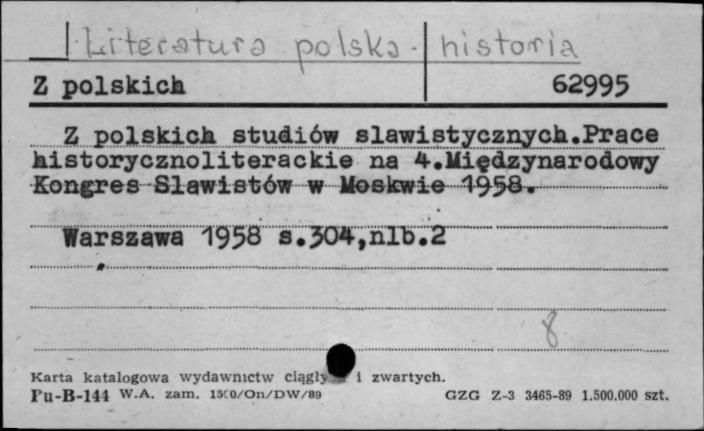 Literatura polska - historia
Z polskich 62995
Z polskich studiów slawistycznych.Prace
historycznoliterackie na 4.Międzynarodowy
Kongres Slawistów w Moskwie 1958.
Warszawa 1958 s.304,nlb.2
8
Karta katalogowa wydawnictw i zwartych.
Pu-B-144 W.A. zam. 1500/On/DW/89 GZG Z-3 3465-89 1.500.000 szt.